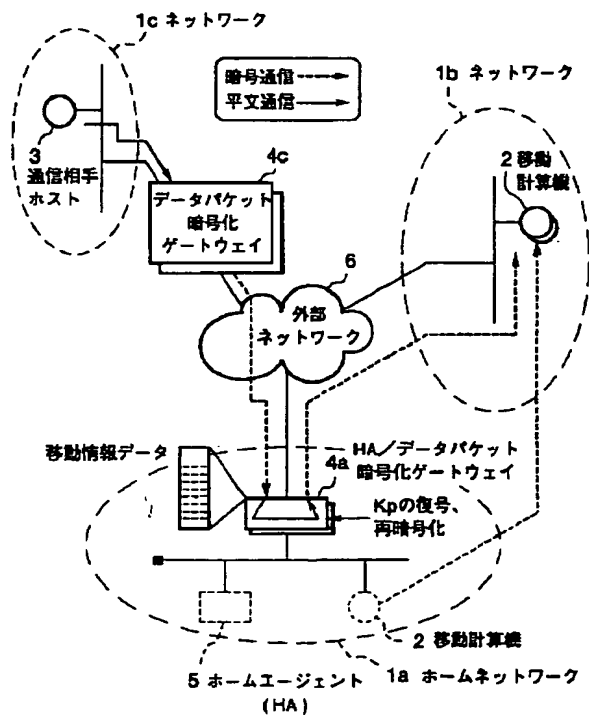 1c ネットワーク
暗号通信
平文通信
1b ネットワーク
3
通信相手
ホスト
4c
データパケット
暗号化
ゲートウェイ
2 移動
計算機
6
外部
ネットワーク
移動情報データ
HA/データパケット
4a 暗号化ゲートウェイ
Kpの復号、
再暗号化
2 移動計算機
5 ホームエージェント
(HA)
1a ホームネットワーク